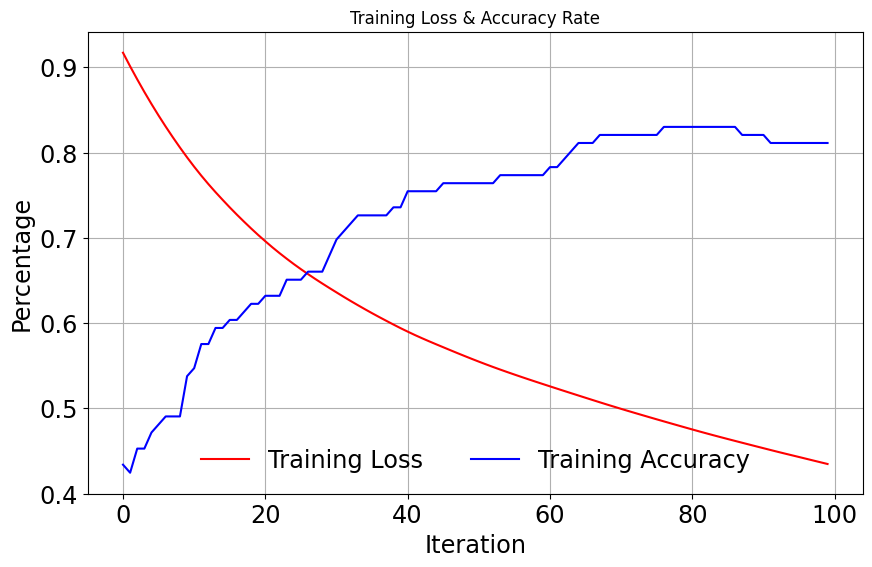 Training Loss & Accuracy Rate
Percentage
0.9
0.8
0.7
0.6
0.5
0.4
Training Loss
Training Accuracy
0 20 40 60 80 100
Iteration